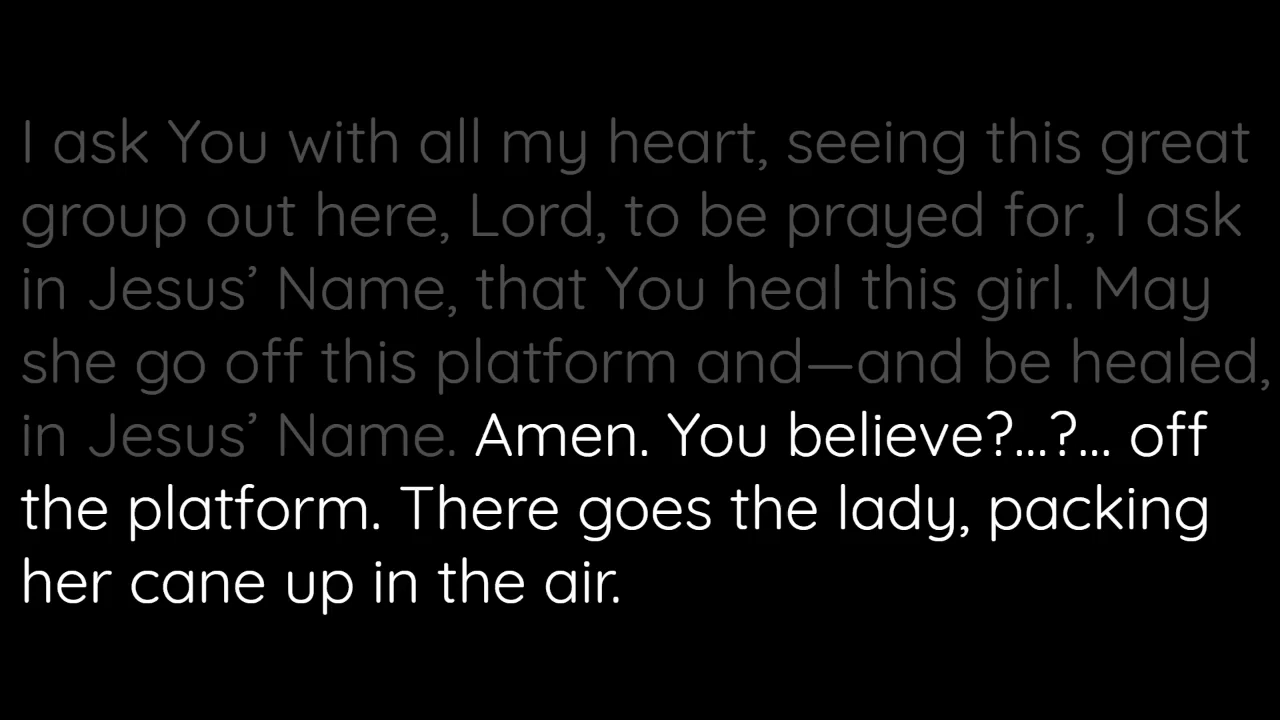 I ask You with all my heart, seeing this great
group out here, Lord, to be prayed for, I ask
in Jesus’ Name, that You heal this girl. May
she go off this platform and—and be healed,
in Jesus’ Name. Amen. You believe?...?... off
the platform. There goes the lady, packing
her cane up in the air.